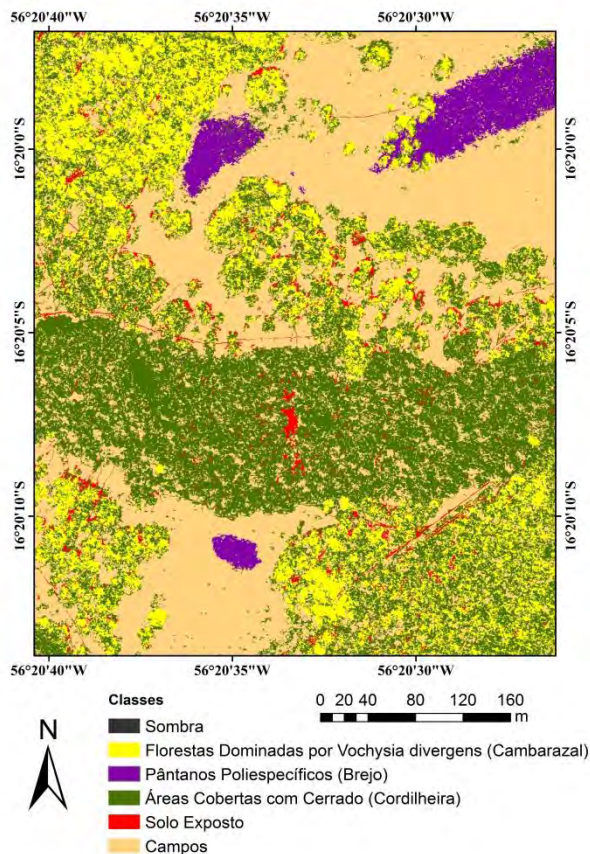 56°20'40"W 56°20'35"W 56°20'30"W
16°20'0"S 16°20'0"S
16°20'5"S 16°20'5"S
16°20'10"S 16°20'10"S
56°20'40"W 56°20'35"W 56°20'30"W
Classes
Sombra
Florestas Dominadas por Vochysia divergens (Cambarazal)
Pântanos Poliespecíficos (Brejo)
Áreas Cobertas com Cerrado (Cordilheira)
Solo Exposto
Campos
0 20 40 80 120 160
m
N